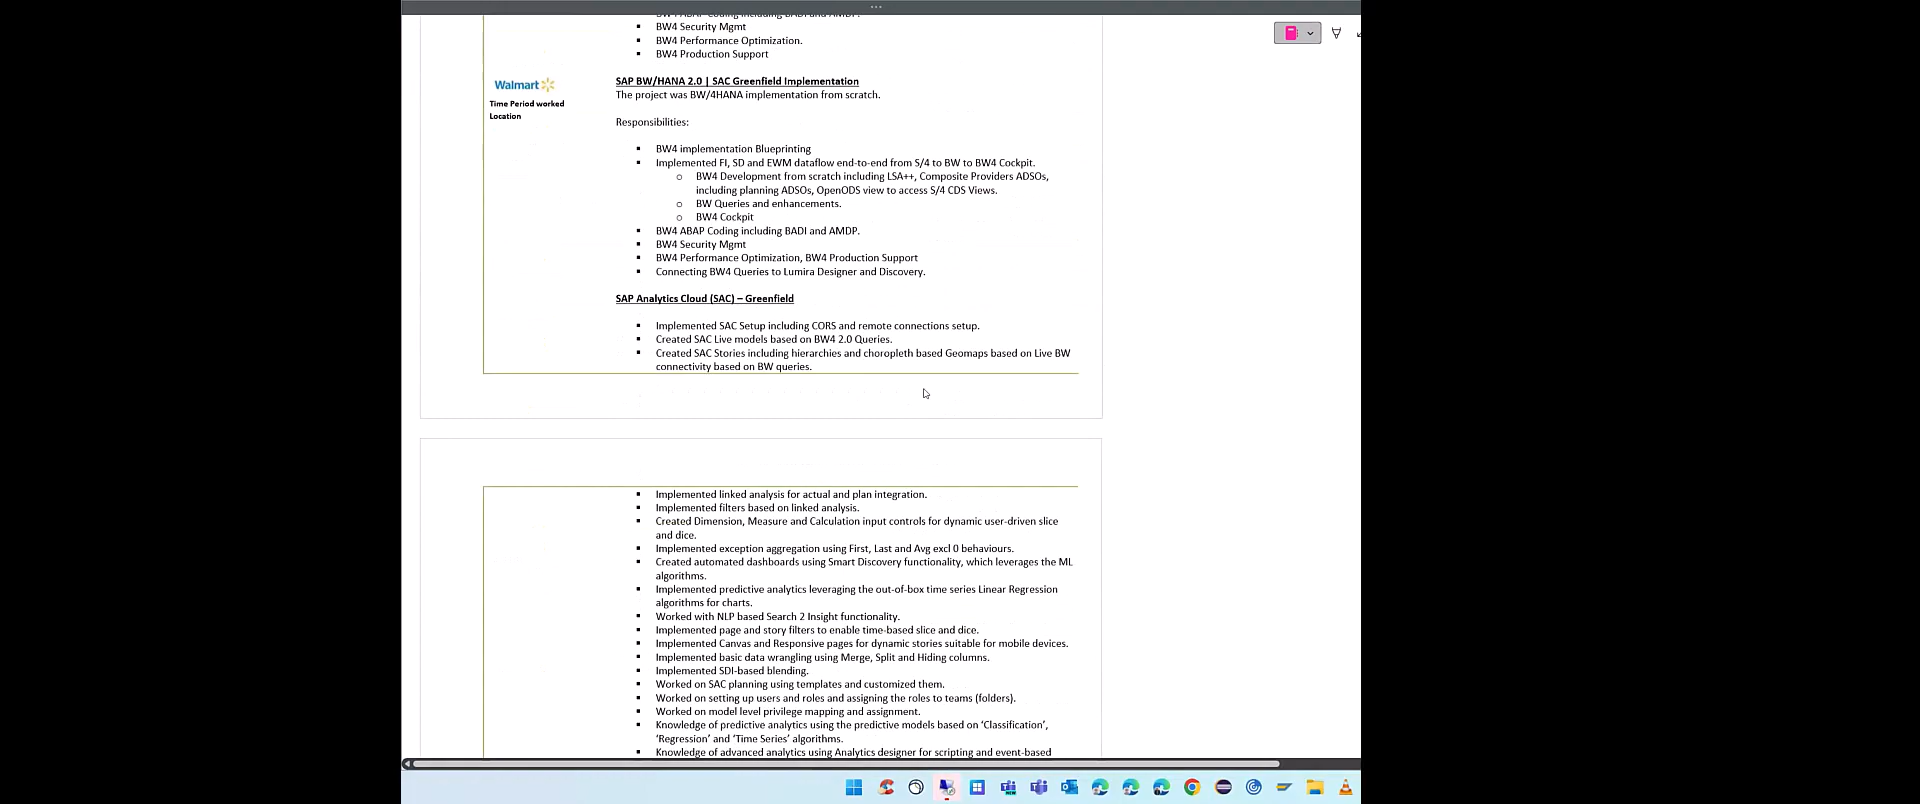 BW4 ABAP Coding including BADI and AMDP.
BW4 Security Mgmt
BW4 Performance Optimization.
BW4 Production Support
Walmart
Time Period worked
Location
SAP BW/HANA 2.0 | SAC Greenfield Implementation
The project was BW/4HANA implementation from scratch.
Responsibilities:
BW4 implementation Blueprinting
Implemented FI, SD and EWM dataflow end-to-end from S/4 to BW to BW4 Cockpit.
BW4 Development from scratch including LSA++, Composite Providers ADSOs,
including planning ADSOs, OpenODS view to access S/4 CDS Views.
BW Queries and enhancements.
BW4 Cockpit
BW4 ABAP Coding including BADI and AMDP.
BW4 Security Mgmt
BW4 Performance Optimization, BW4 Production Support
Connecting BW4 Queries to Lumira Designer and Discovery.
SAP Analytics Cloud (SAC) – Greenfield
Implemented SAC Setup including CORS and remote connections setup.
Created SAC Live models based on BW4 2.0 Queries.
Created SAC Stories including hierarchies and choropleth based Geomaps based on Live BW
connectivity based on BW queries.
Implemented linked analysis for actual and plan integration.
Implemented filters based on linked analysis.
Created Dimension, Measure and Calculation input controls for dynamic user-driven slice
and dice.
Implemented exception aggregation using First, Last and Avg excl 0 behaviours.
Created automated dashboards using Smart Discovery functionality, which leverages the ML
algorithms.
Implemented predictive analytics leveraging the out-of-box time series Linear Regression
algorithms for charts.
Worked with NLP based Search 2 Insight functionality.
Implemented page and story filters to enable time-based slice and dice.
Implemented Canvas and Responsive pages for dynamic stories suitable for mobile devices.
Implemented basic data wrangling using Merge, Split and Hiding columns.
Implemented SDI-based blending.
Worked on SAC planning using templates and customized them.
Worked on setting up users and roles and assigning the roles to teams (folders).
Worked on model level privilege mapping and assignment.
Knowledge of predictive analytics using the predictive models based on ‘Classification’,
‘Regression’ and ‘Time Series’ algorithms.
Knowledge of advanced analytics using Analytics designer for scripting and event-based